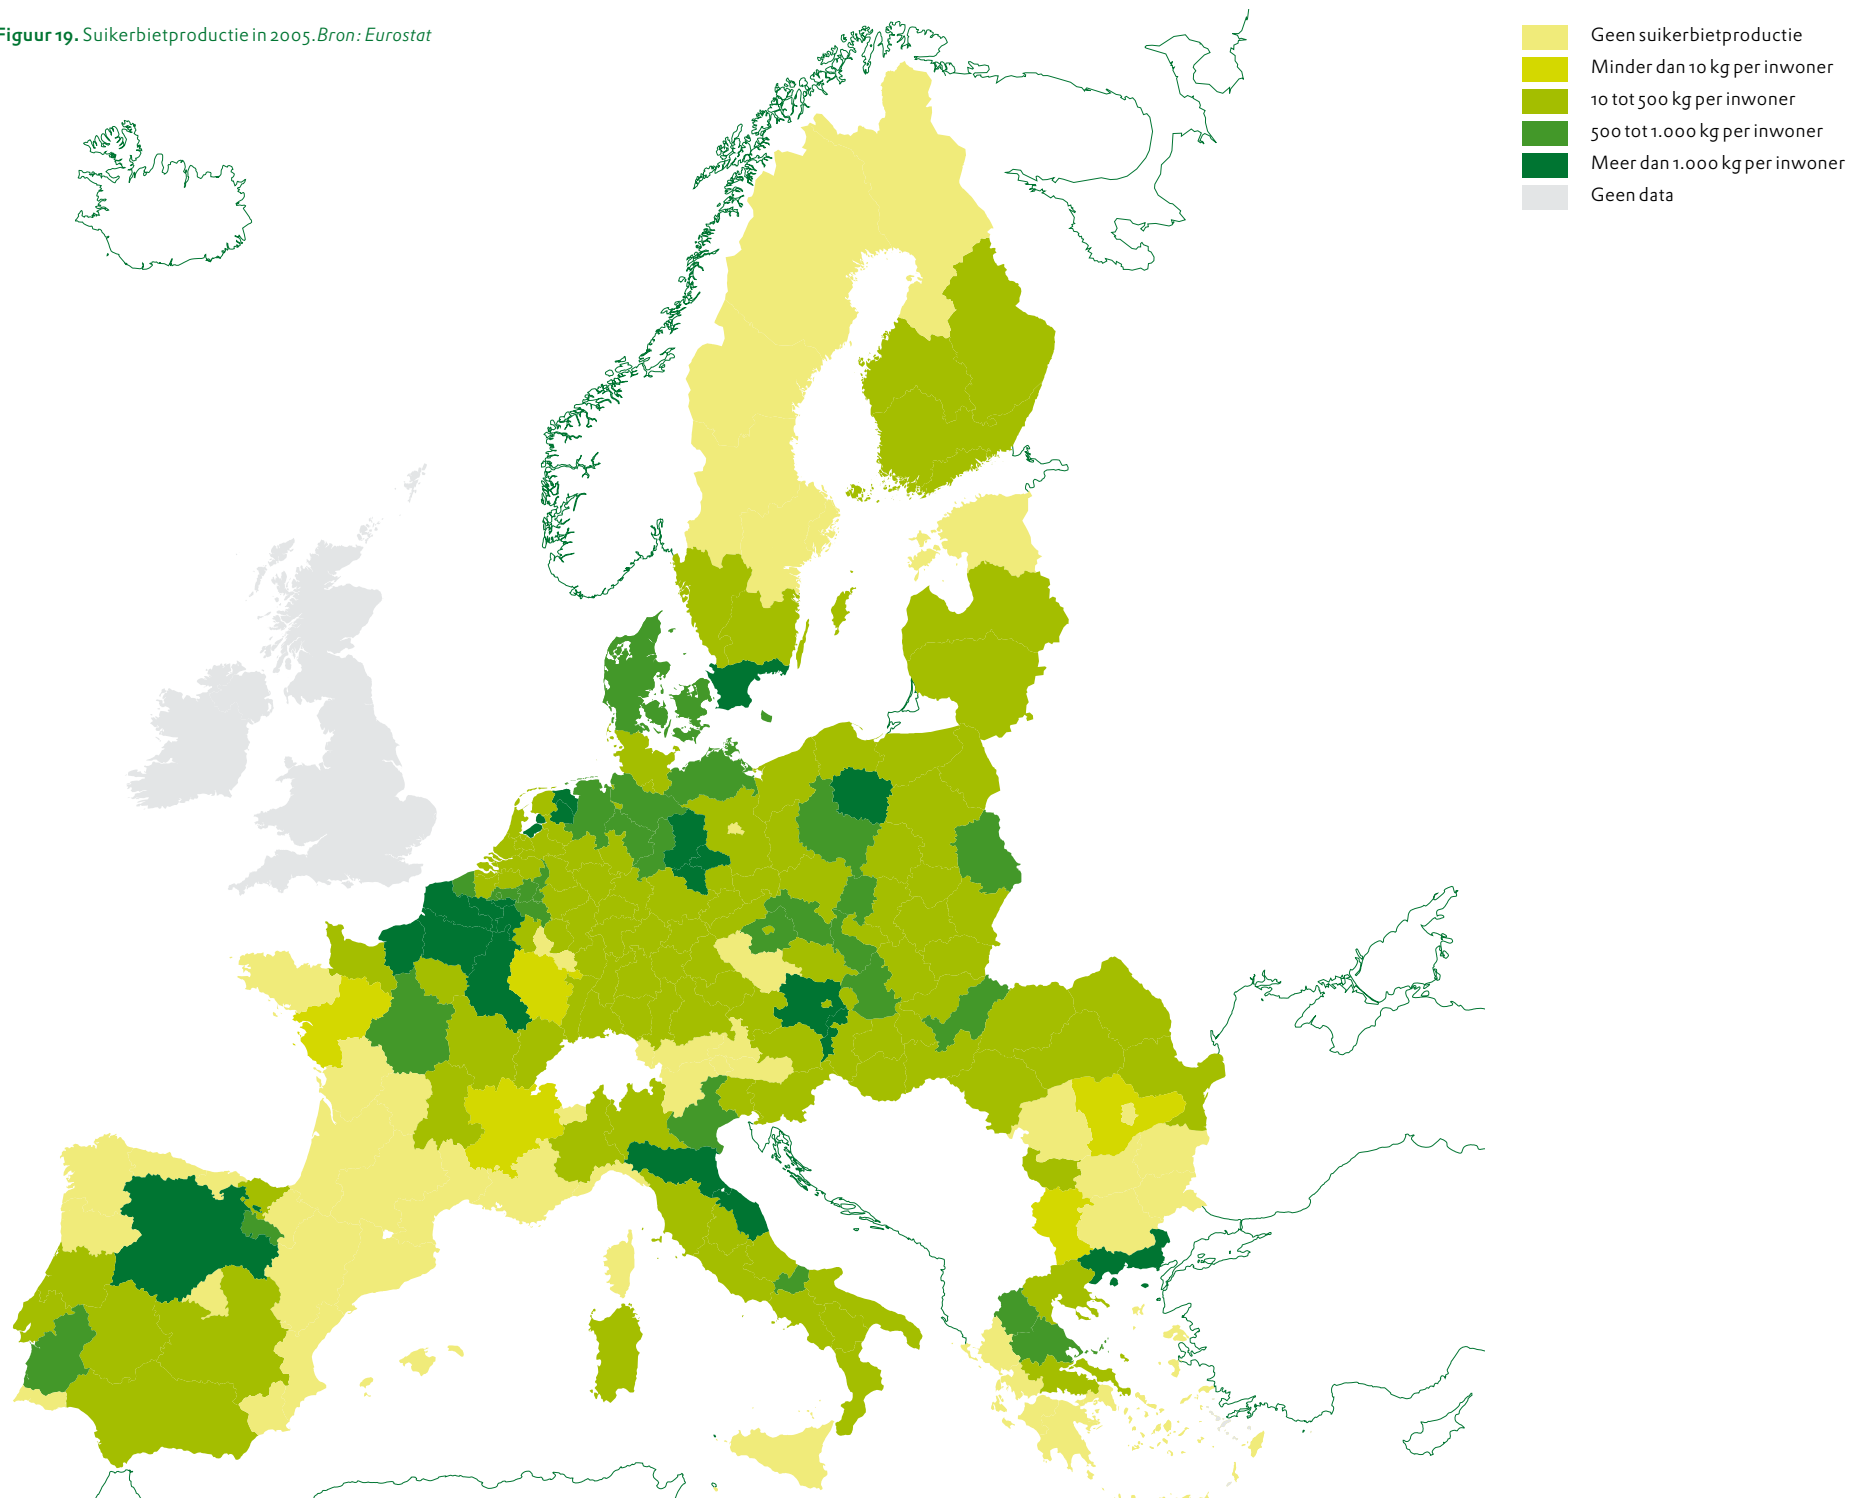 Figuur 19. Suikerbietproductie in 2005. Bron: Eurostat
Geen suikerbietproductie
Minder dan 10 kg per inwoner
10 tot 500 kg per inwoner
500 tot 1.000 kg per inwoner
Meer dan 1.000 kg per inwoner
Geen data